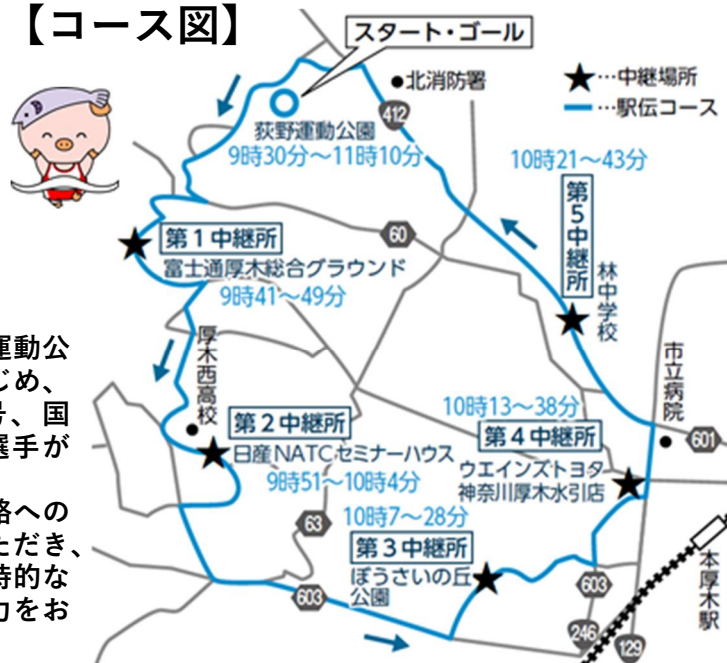 【コース図】
スタート・ゴール
北消防署
★…中継場所
…駅伝コース
412
荻野運動公園
9時30分～11時10分
10時21～43分
第5中継所
林中学校
60
第1中継所
富士通厚木総合グラウンド
9時41～49分
厚木西高校
運動公
じめ、
号、国
選手が
市立病院
10時13～38分
第4中継所
ウエインズトヨタ
神奈川厚木水引店
601
第2中継所
日産NATCセミナーハウス
9時51～10時4分
路への
ただき、
時的な
力をお
63
10時7～28分
第3中継所
ぼうさいの丘
公園
603
603
246
129
本厚木駅